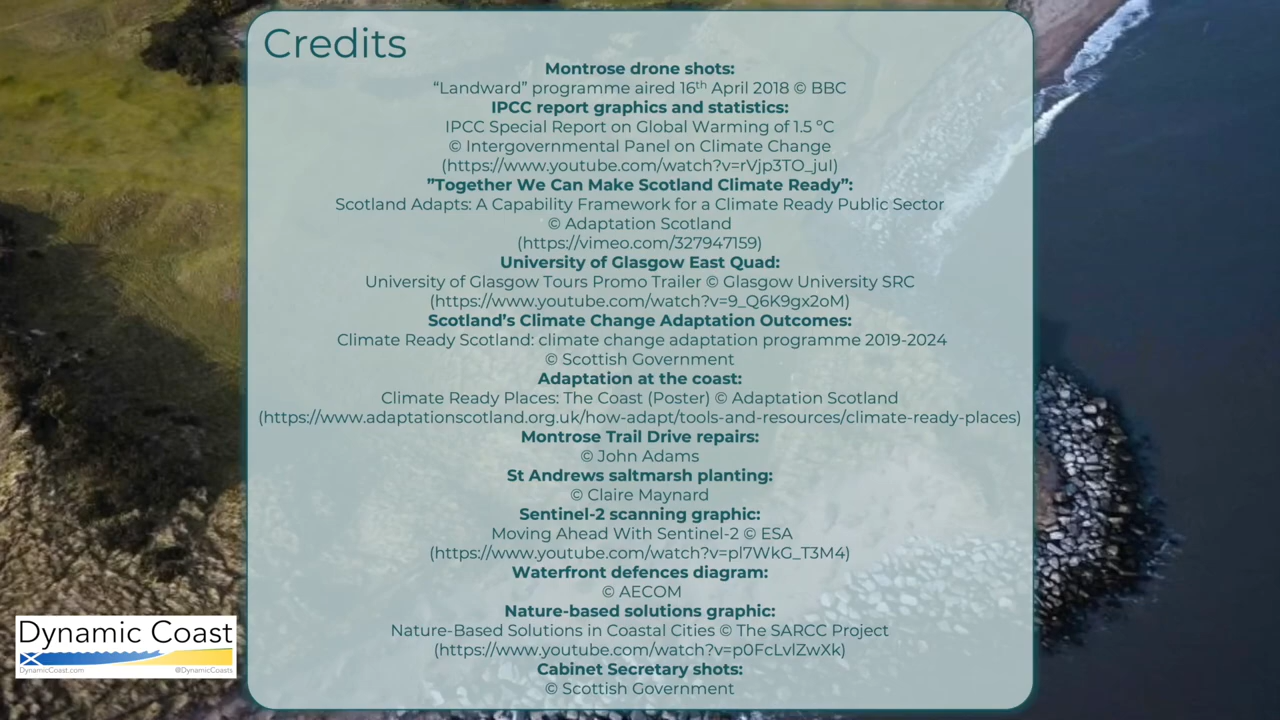 Credits
Montrose drone shots:
“Landward” programme aired 16th April 2018 © BBC
IPCC report graphics and statistics:
IPCC Special Report on Global Warming of 1.5 ºC
© Intergovernmental Panel on Climate Change
(https://www.youtube.com/watch?v=rVjp3TO_juI)
”Together We Can Make Scotland Climate Ready”:
Scotland Adapts: A Capability Framework for a Climate Ready Public Sector
© Adaptation Scotland
(https://vimeo.com/327947159)
University of Glasgow East Quad:
University of Glasgow Tours Promo Trailer © Glasgow University SRC
(https://www.youtube.com/watch?v=9_Q6K9gx2oM)
Scotland’s Climate Change Adaptation Outcomes:
Climate Ready Scotland: climate change adaptation programme 2019-2024
© Scottish Government
Adaptation at the coast:
Climate Ready Places: The Coast (Poster) © Adaptation Scotland
(https://www.adaptationscotland.org.uk/how-adapt/tools-and-resources/climate-ready-places)
Montrose Trail Drive repairs:
© John Adams
St Andrews saltmarsh planting:
© Claire Maynard
Sentinel-2 scanning graphic:
Moving Ahead With Sentinel-2 © ESA
(https://www.youtube.com/watch?v=pl7WkG_T3M4)
Waterfront defences diagram:
© AECOM
Nature-based solutions graphic:
Nature-Based Solutions in Coastal Cities © The SARCC Project
(https://www.youtube.com/watch?v=p0FcLvlZwXk)
Cabinet Secretary shots:
© Scottish Government
Dynamic Coast
DynamicCoast.com
@DynamicCoasts